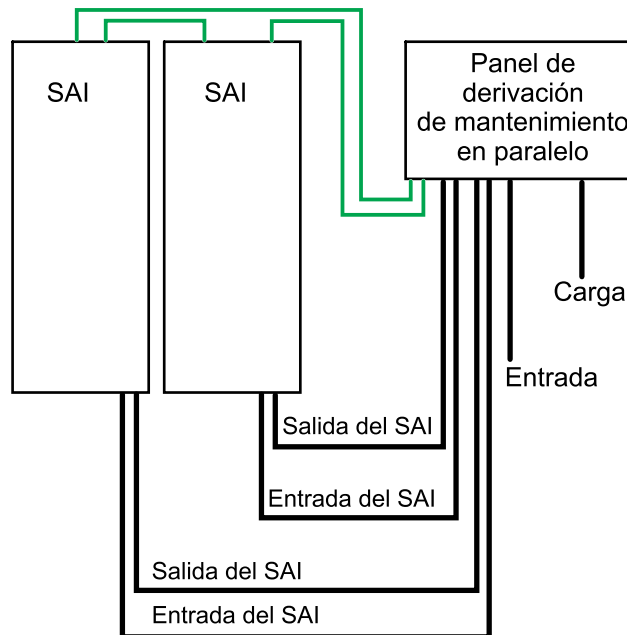 SAI
SAI
Panel de
derivación
de mantenimiento
en paralelo
Carga
Entrada
Salida del SAI
Entrada del SAI
Salida del SAI
Entrada del SAI